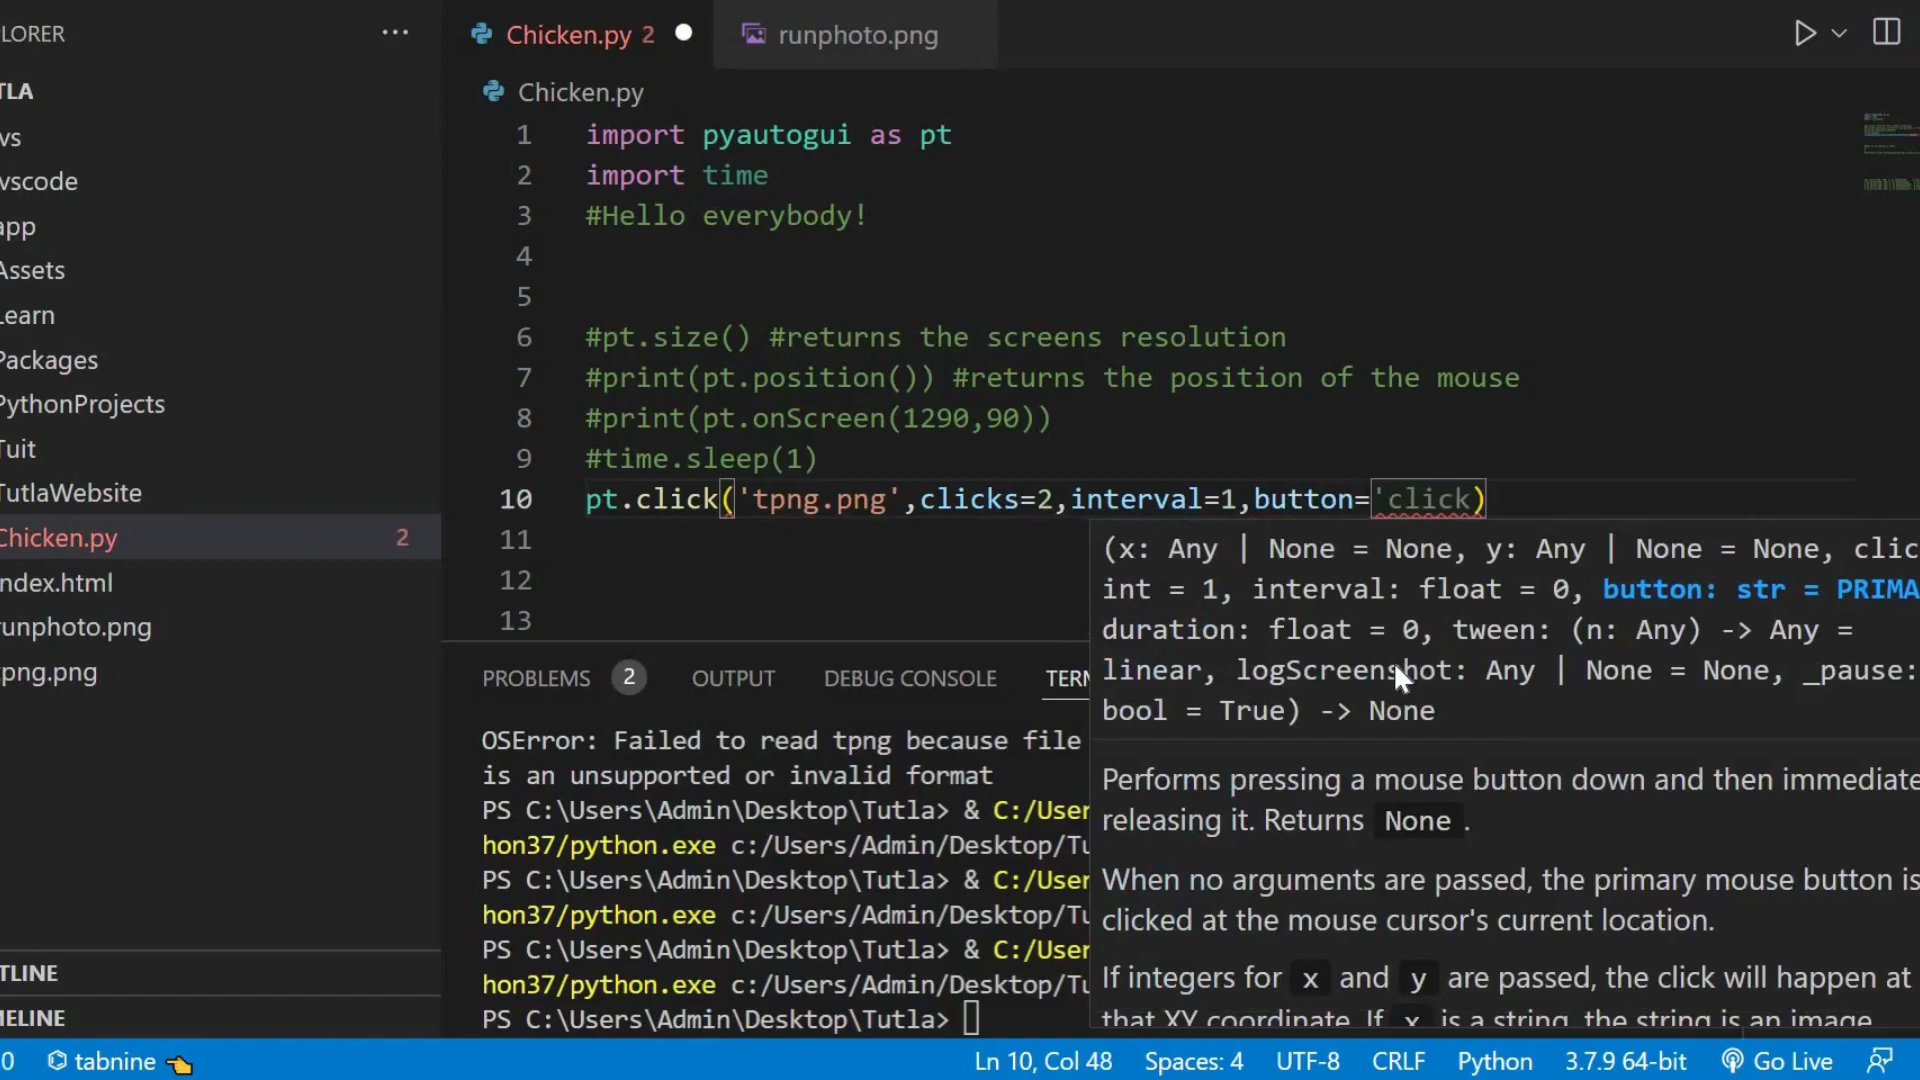 LORER
···
Chicken.py 2
runphoto.png
TLA
vs
vscode
app
Assets
Learn
Packages
PythonProjects
Tuit
TutlaWebsite
Chicken.py 2
ndex.html
runphoto.png
png.png
TLINE
MELINE
Chicken.py
1 import pyautogui as pt
2 import time
3 #Hello everybody!
4
5
6 #pt.size() #returns the screens resolution
7 #print(pt.position()) #returns the position of the mouse
8 #print(pt.onScreen(1290,90))
9 #time.sleep(1)
10 pt.click('tpng.png',clicks=2,interval=1,button='click)
11
12
13
(x: Any | None = None, y: Any | None = None, clic
int = 1, interval: float = 0, button: str = PRIMA
duration: float = 0, tween: (n: Any) -> Any =
linear, logScreenshot: Any | None = None, _pause:
bool = True) -> None
Performs pressing a mouse button down and then immediate
releasing it. Returns None .
When no arguments are passed, the primary mouse button is
clicked at the mouse cursor's current location.
If integers for x and y are passed, the click will happen at
that XY coordinate. If x is a string, the string is an image
PROBLEMS 2 OUTPUT DEBUG CONSOLE TERM
OSError: Failed to read tpng because file
is an unsupported or invalid format
PS C:\Users\Admin\Desktop\Tutla> & C:/User
hon37/python.exe c:/Users/Admin/Desktop/Tu
PS C:\Users\Admin\Desktop\Tutla> & C:/User
hon37/python.exe c:/Users/Admin/Desktop/Tu
PS C:\Users\Admin\Desktop\Tutla> & C:/User
hon37/python.exe c:/Users/Admin/Desktop/Tu
PS C:\Users\Admin\Desktop\Tutla>
0 tabnine Ln 10, Col 48 Spaces: 4 UTF-8 CRLF Python 3.7.9 64-bit Go Live